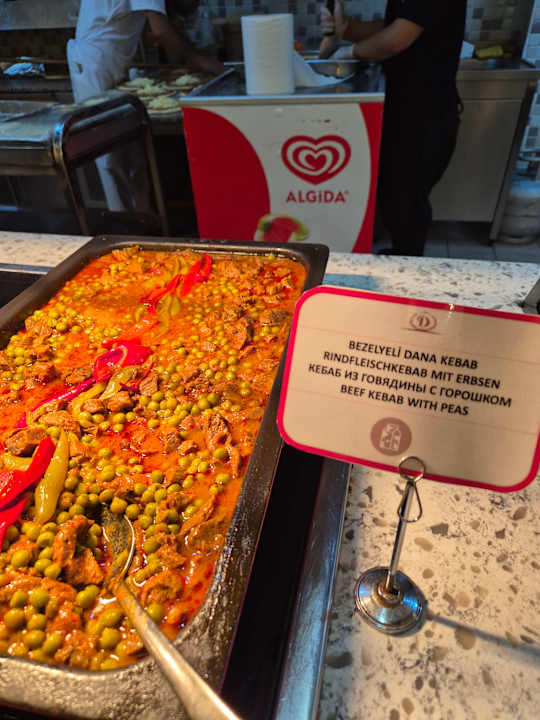 ALGiDA
D
BEZELYELİ DANA KEBAB
RINDFLEISCHKEBAB MIT ERBSEN
КЕБАБ ИЗ ГОВЯДИНЫ С ГОРОШКОМ
BEEF KEBAB WITH PEAS